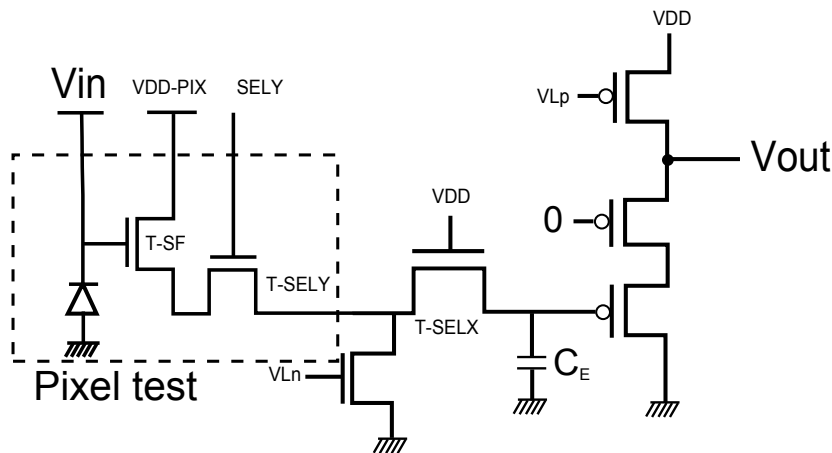 VDD
Vin
VDD-PIX
SELY
VLp
Vout
VDD
0
T-SF
T-SELY
T-SELX
CE
VLn
Pixel test